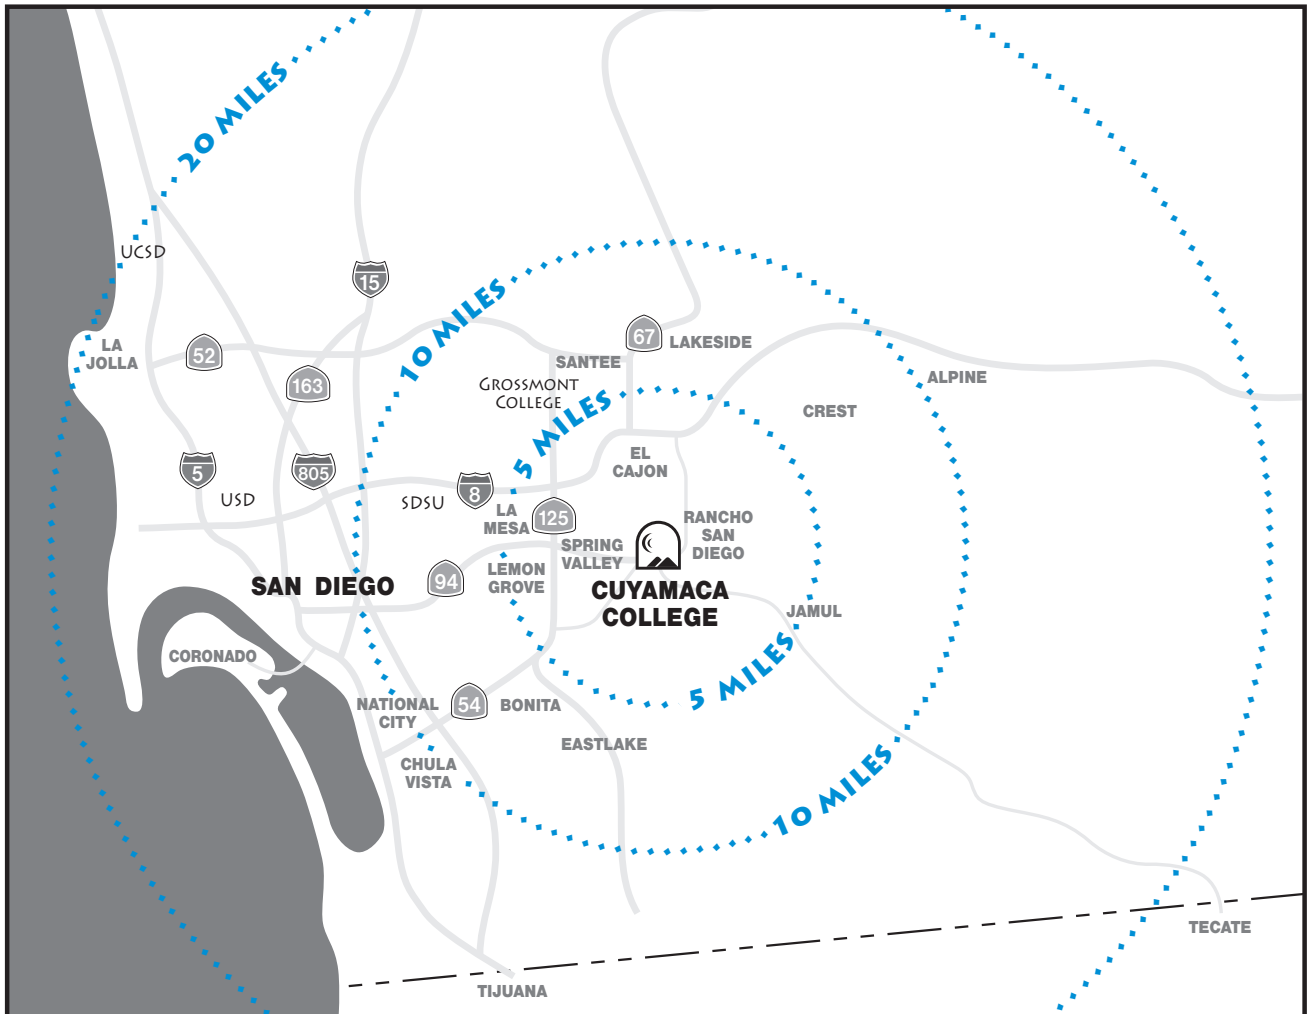 20 MILES
UCSD
15
10 MILES
67
LAKESIDE
LA
JOLLA
52
SANTEE
163
GROSSMONT
COLLEGE
ALPINE
CREST
5 MILES
EL
CAJON
5
805
USD
SDSU
8
LA
MESA
125
RANCHO
SAN
DIEGO
SPRING
VALLEY
LEMON
GROVE
SAN DIEGO
94
CUYAMACA
COLLEGE
JAMUL
CORONADO
5 MILES
NATIONAL
CITY
54
BONITA
EASTLAKE
CHULA
VISTA
10 MILES
TECATE
TIJUANA